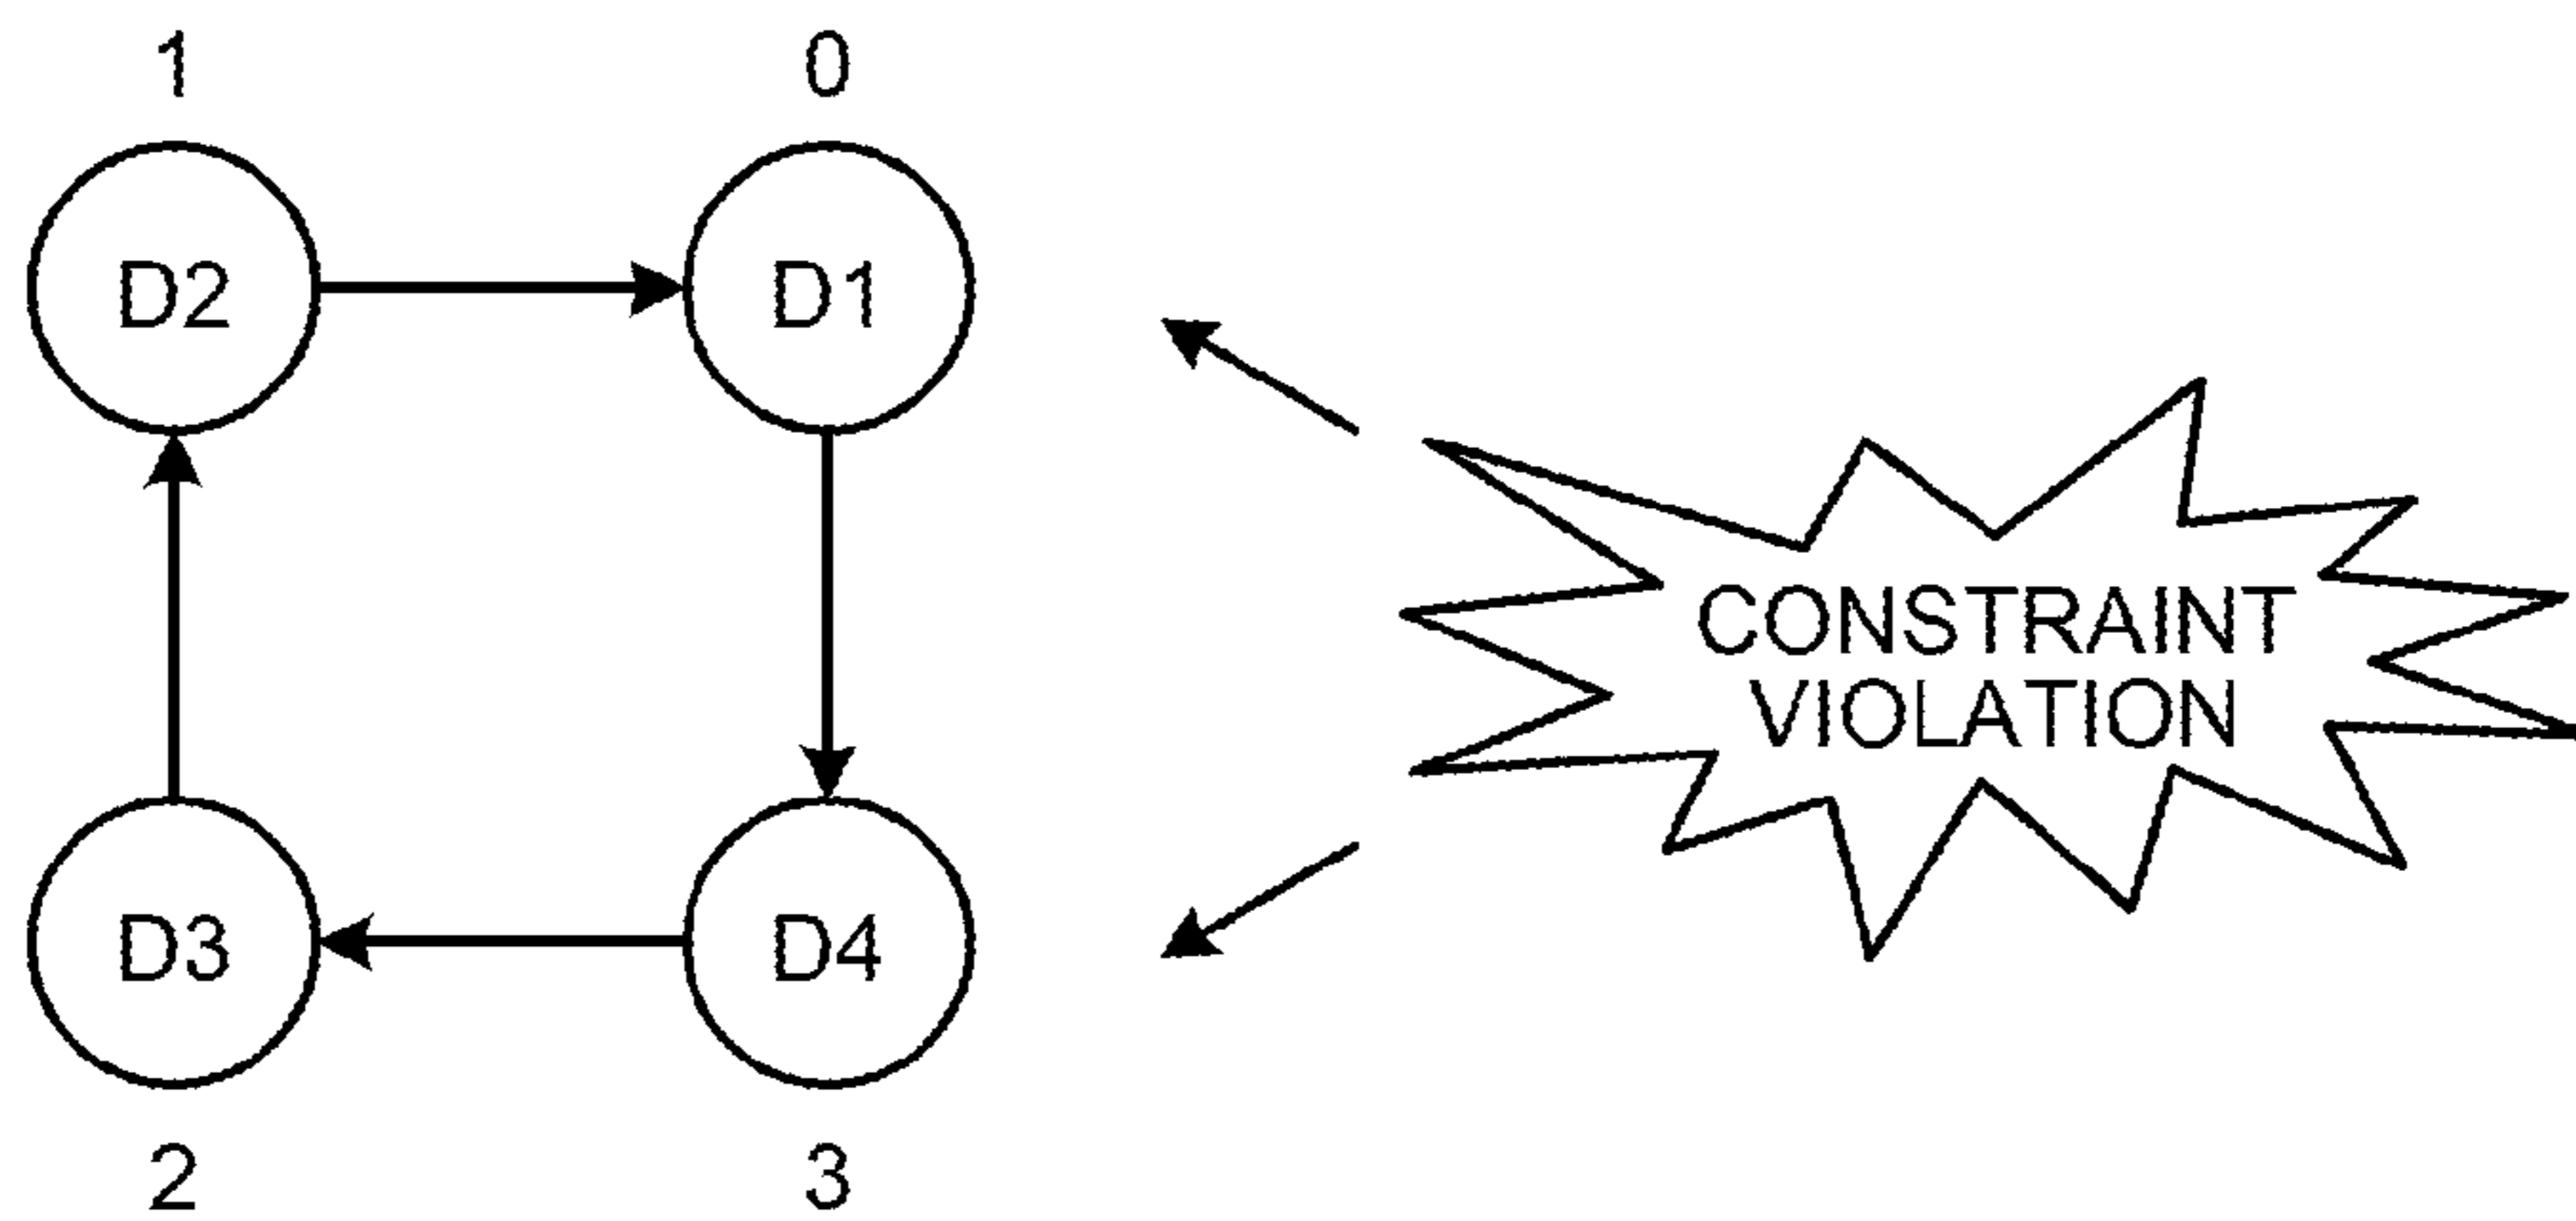 1 0
D2 D1
CONSTRAINT
VIOLATION
D3 D4
2 3